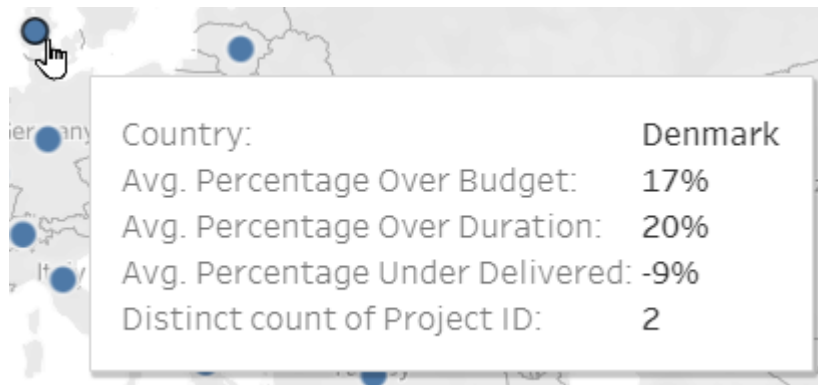 Country: Denmark
Avg. Percentage Over Budget: 17%
Avg. Percentage Over Duration: 20%
Avg. Percentage Under Delivered: -9%
Distinct count of Project ID: 2